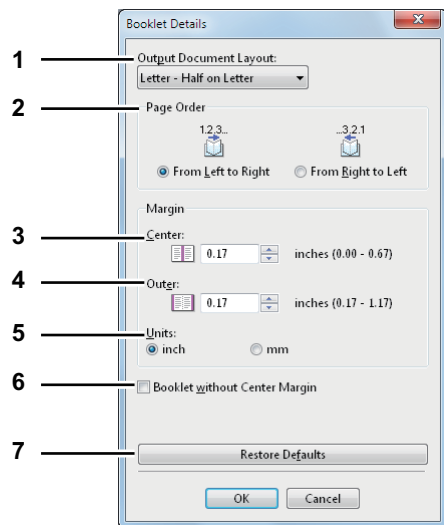 Booklet Details
1 Output Document Layout:
Letter - Half on Letter
2 Page Order
1,2,3... ...3,2,1
From Left to Right From Right to Left
Margin
3 Center:
0.17 inches (0.00 - 0.67)
4 Outer:
0.17 inches (0.17 - 1.17)
5 Units:
inch mm
6 Booklet without Center Margin
7 Restore Defaults
OK Cancel